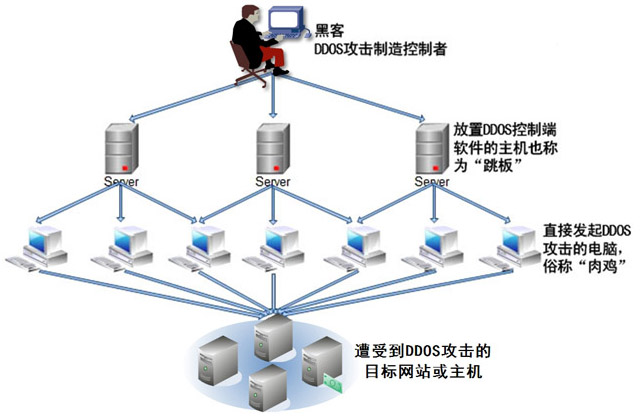 黑客
DDOS攻击制造控制者
放置DDOS控制端
软件的主机也称
为“跳板”
Server
Server
Server
直接发起DDOS
攻击的电脑,
俗称“肉鸡”
遭受到DDOS攻击的
目标网站或主机